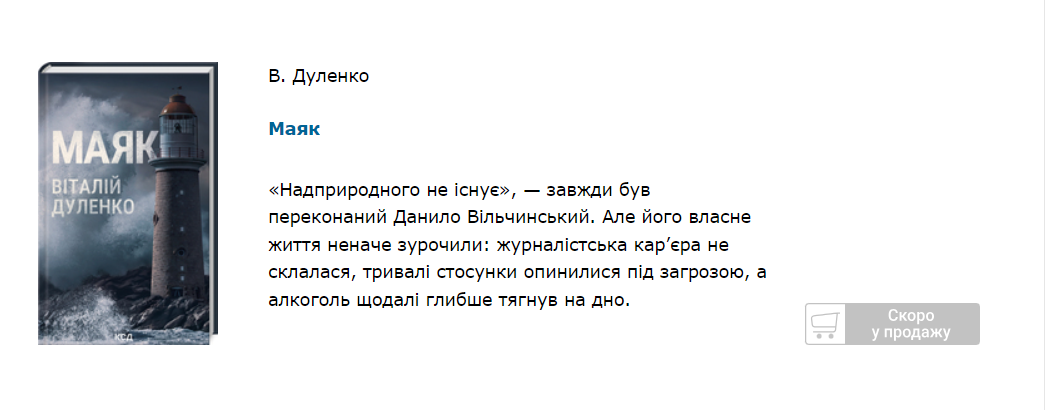 МАЯК
ВІТАЛІЙ
ДУЛЕНКО
КСД
В. Дуленко
Маяк
«Надприродного не існує», — завжди був
переконаний Данило Вільчинський. Але його власне
життя неначе зурочили: журналістська кар’єра не
склалася, тривалі стосунки опинилися під загрозою, а
алкоголь щодалі глибше тягнув на дно.
Скоро
у продажу